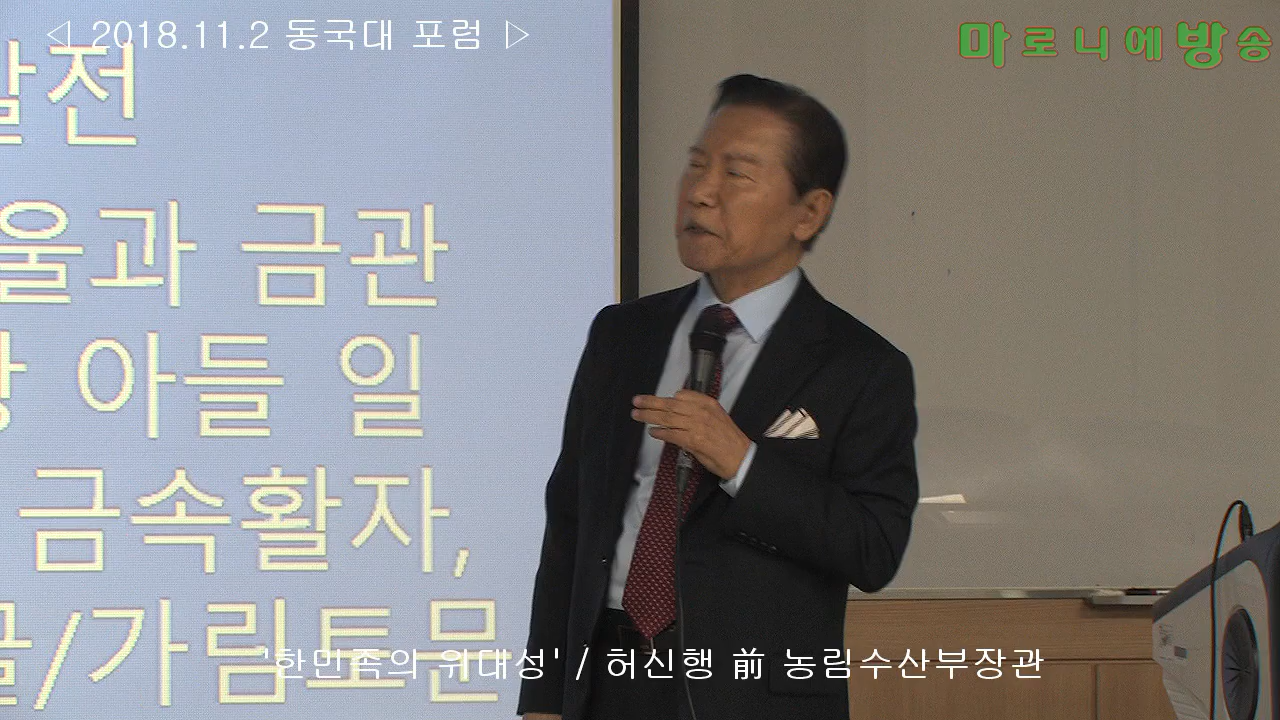 ◁ 2018.11.2 동국대 포럼 ▷
마로니에방송
발전
울과 금관
아들 일
금속활자,
글/가림토문
'한민족의 위대성' / 허신행 前 농림수산부장관